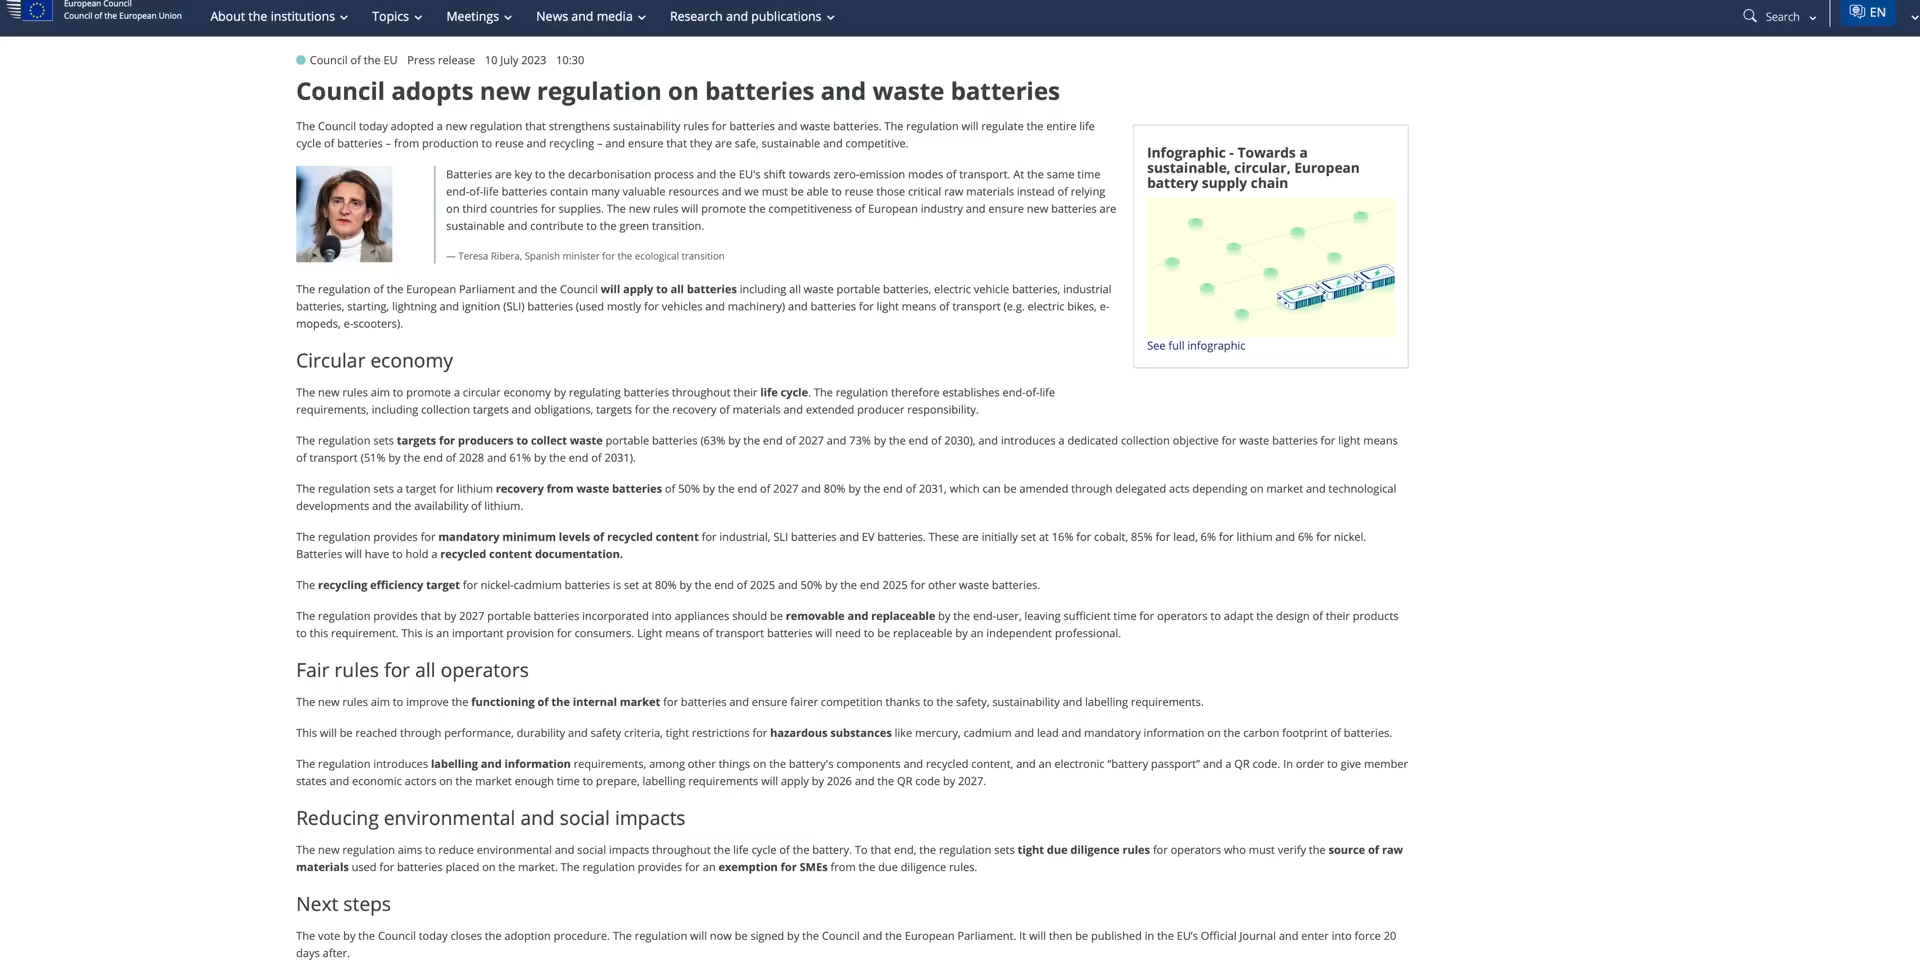 European Council
Council of the European Union
About the institutions
Topics
Meetings
News and media
Research and publications
Search
EN
Council of the EU Press release 10 July 2023 10:30
Council adopts new regulation on batteries and waste batteries
The Council today adopted a new regulation that strengthens sustainability rules for batteries and waste batteries. The regulation will regulate the entire life
cycle of batteries – from production to reuse and recycling – and ensure that they are safe, sustainable and competitive.
Batteries are key to the decarbonisation process and the EU's shift towards zero-emission modes of transport. At the same time
end-of-life batteries contain many valuable resources and we must be able to reuse those critical raw materials instead of relying
on third countries for supplies. The new rules will promote the competitiveness of European industry and ensure new batteries are
sustainable and contribute to the green transition.
— Teresa Ribera, Spanish minister for the ecological transition
Infographic - Towards a
sustainable, circular, European
battery supply chain
See full infographic
The regulation of the European Parliament and the Council will apply to all batteries including all waste portable batteries, electric vehicle batteries, industrial
batteries, starting, lightning and ignition (SLI) batteries (used mostly for vehicles and machinery) and batteries for light means of transport (e.g. electric bikes, e-
mopeds, e-scooters).
Circular economy
The new rules aim to promote a circular economy by regulating batteries throughout their life cycle. The regulation therefore establishes end-of-life
requirements, including collection targets and obligations, targets for the recovery of materials and extended producer responsibility.
The regulation sets targets for producers to collect waste portable batteries (63% by the end of 2027 and 73% by the end of 2030), and introduces a dedicated collection objective for waste batteries for light means
of transport (51% by the end of 2028 and 61% by the end of 2031).
The regulation sets a target for lithium recovery from waste batteries of 50% by the end of 2027 and 80% by the end of 2031, which can be amended through delegated acts depending on market and technological
developments and the availability of lithium.
The regulation provides for mandatory minimum levels of recycled content for industrial, SLI batteries and EV batteries. These are initially set at 16% for cobalt, 85% for lead, 6% for lithium and 6% for nickel.
Batteries will have to hold a recycled content documentation.
The recycling efficiency target for nickel-cadmium batteries is set at 80% by the end of 2025 and 50% by the end 2025 for other waste batteries.
The regulation provides that by 2027 portable batteries incorporated into appliances should be removable and replaceable by the end-user, leaving sufficient time for operators to adapt the design of their products
to this requirement. This is an important provision for consumers. Light means of transport batteries will need to be replaceable by an independent professional.
Fair rules for all operators
The new rules aim to improve the functioning of the internal market for batteries and ensure fairer competition thanks to the safety, sustainability and labelling requirements.
This will be reached through performance, durability and safety criteria, tight restrictions for hazardous substances like mercury, cadmium and lead and mandatory information on the carbon footprint of batteries.
The regulation introduces labelling and information requirements, among other things on the battery's components and recycled content, and an electronic “battery passport” and a QR code. In order to give member
states and economic actors on the market enough time to prepare, labelling requirements will apply by 2026 and the QR code by 2027.
Reducing environmental and social impacts
The new regulation aims to reduce environmental and social impacts throughout the life cycle of the battery. To that end, the regulation sets tight due diligence rules for operators who must verify the source of raw
materials used for batteries placed on the market. The regulation provides for an exemption for SMEs from the due diligence rules.
Next steps
The vote by the Council today closes the adoption procedure. The regulation will now be signed by the Council and the European Parliament. It will then be published in the EU’s Official Journal and enter into force 20
days after.